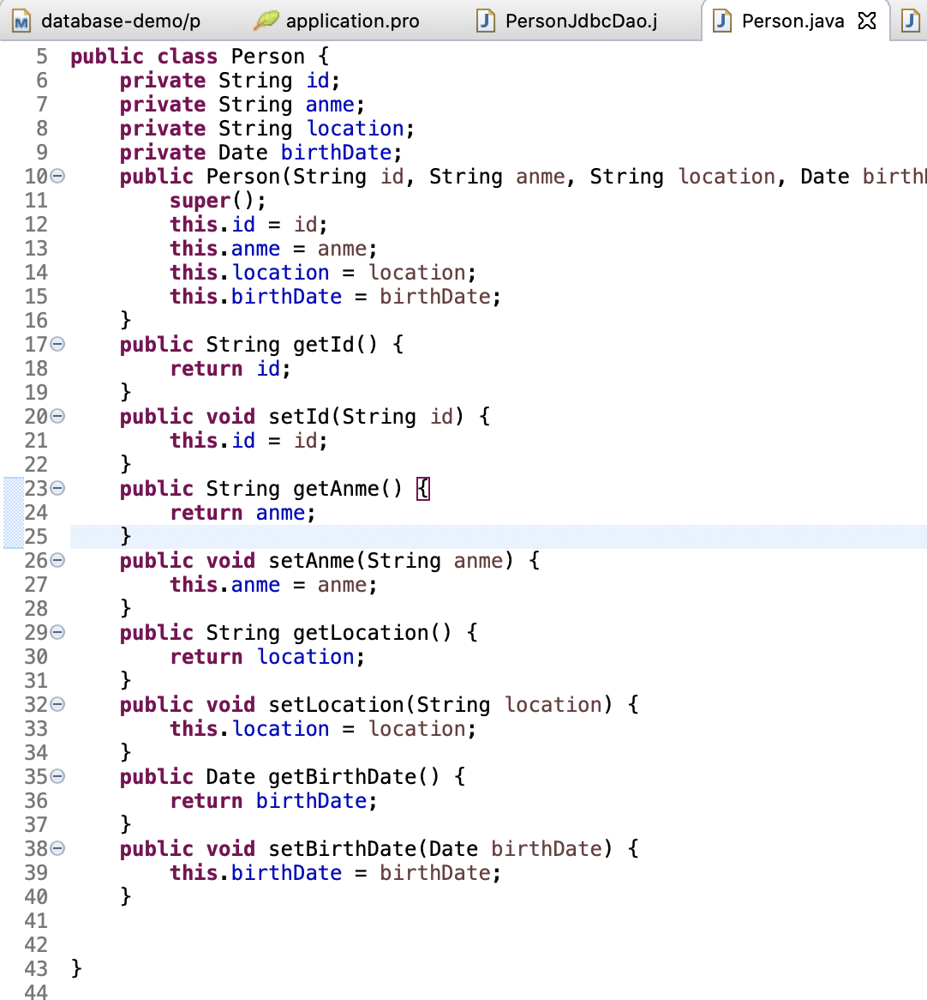 database-demo/p application.pro PersonJdbcDao.j Person.java
5 public class Person {
6 private String id;
7 private String anme;
8 private String location;
9 private Date birthDate;
10 public Person(String id, String anme, String location, Date birth
11 super();
12 this.id = id;
13 this.anme = anme;
14 this.location = location;
15 this.birthDate = birthDate;
16 }
17 public String getId() {
18 return id;
19 }
20 public void setId(String id) {
21 this.id = id;
22 }
23 public String getAnme() {
24 return anme;
25 }
26 public void setAnme(String anme) {
27 this.anme = anme;
28 }
29 public String getLocation() {
30 return location;
31 }
32 public void setLocation(String location) {
33 this.location = location;
34 }
35 public Date getBirthDate() {
36 return birthDate;
37 }
38 public void setBirthDate(Date birthDate) {
39 this.birthDate = birthDate;
40 }
41
42
43 }
44